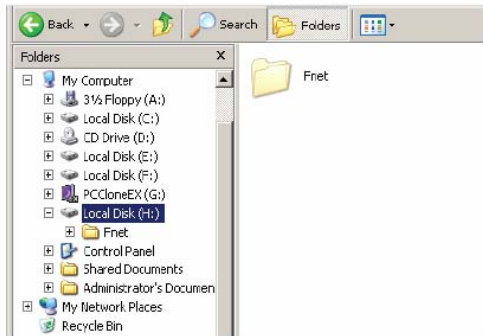 Back Search Folders
Folders x
My Computer
3½ Floppy (A:)
Local Disk (C:)
CD Drive (D:)
Local Disk (E:)
Local Disk (F:)
PCCloneEX (G:)
Local Disk (H:)
Fnet
Control Panel
Shared Documents
Administrator's Documen
My Network Places
Recycle Bin
Fnet